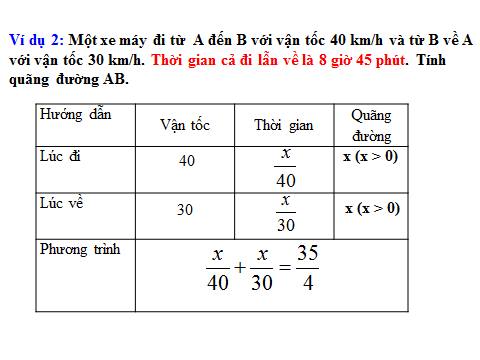 Ví dụ 2: Một xe máy đi từ A đến B với vận tốc 40 km/h và từ B về A
với vận tốc 30 km/h. Thời gian cả đi lẫn về là 8 giờ 45 phút. Tính
quãng đường AB.
Hướng dẫn
Vận tốc
Thời gian
Quãng
đường
Lúc đi
40
x/40
x (x > 0)
Lúc về
30
x/30
x (x > 0)
Phương trình
x/40 + x/30 = 35/4